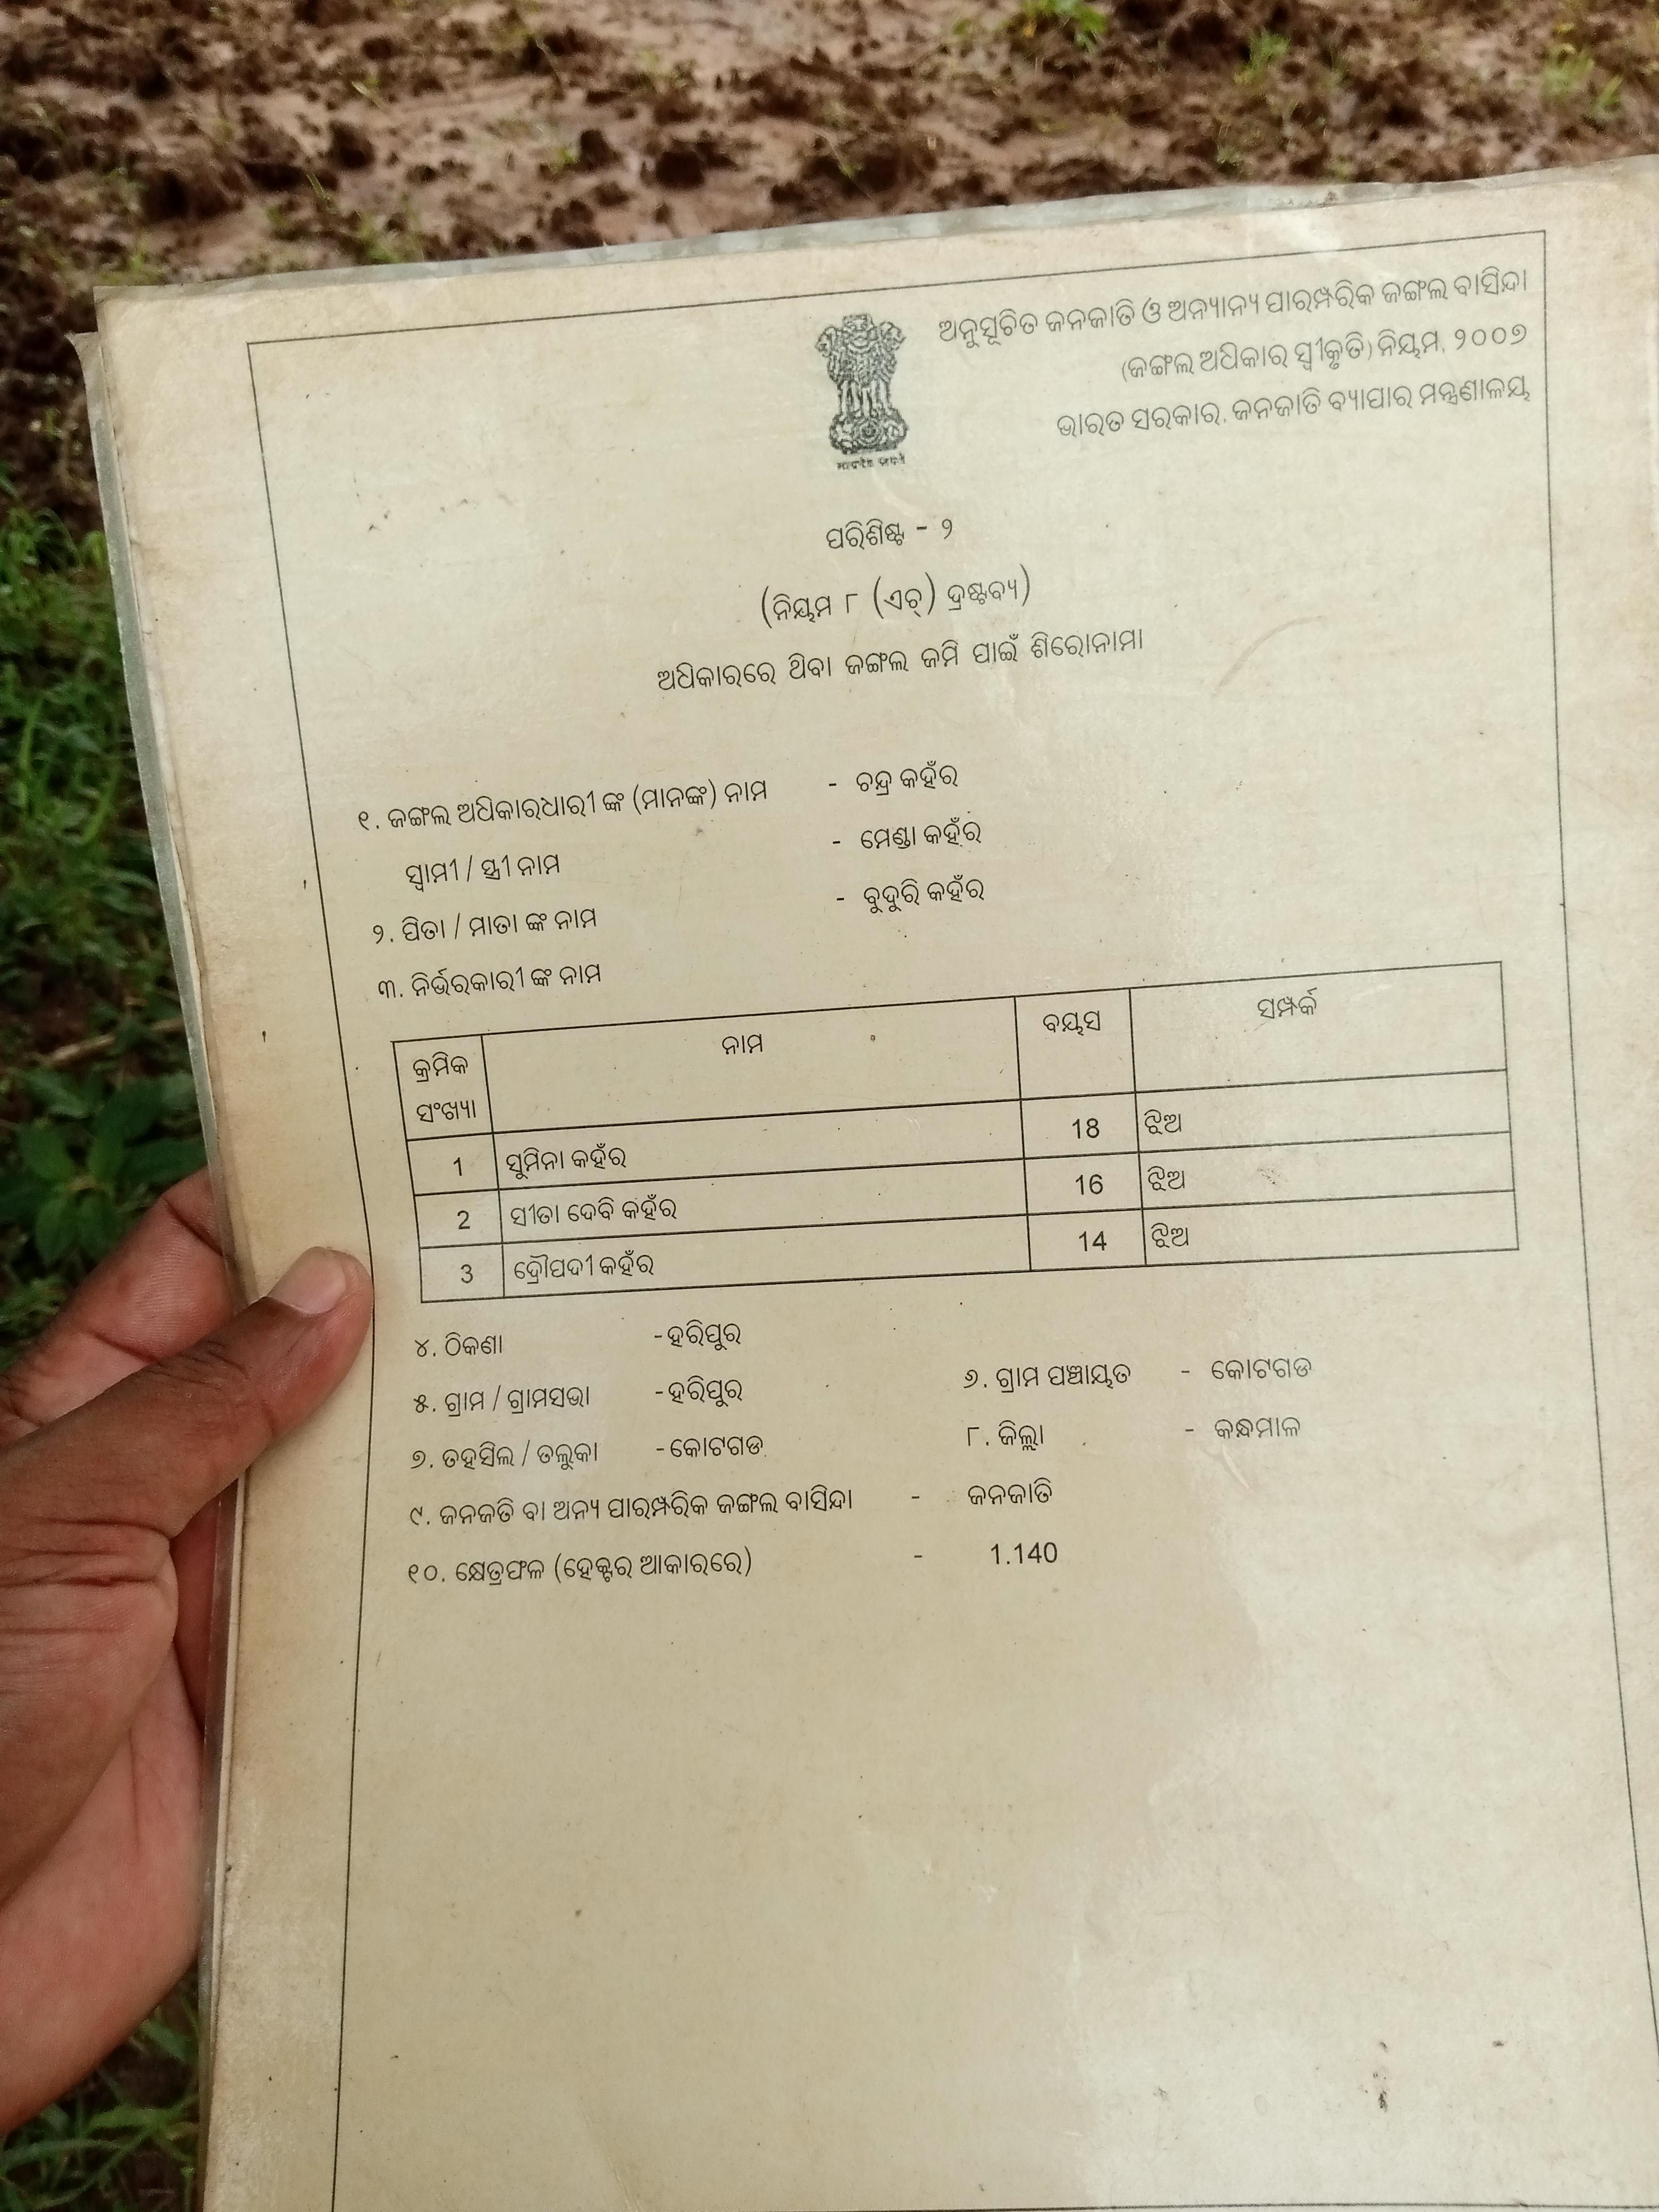 ଅନୁସୂଚିତ ଜନଜାତି ଓ ଅନ୍ୟାନ୍ୟ ପାରମ୍ପରିକ ଜଙ୍ଗଲ ବାସିନ୍ଦା
(ଜଙ୍ଗଲ ଅଧିକାର ସ୍ୱୀକୃତି) ନିୟମ, ୨୦୦୭
ଭାରତ ସରକାର, ଜନଜାତି ବ୍ୟାପାର ମନ୍ତ୍ରଣାଳୟ
ପରିଶିଷ୍ଟ - ୨
(ନିୟମ ୮ (ଏଚ୍) ଦ୍ରଷ୍ଟବ୍ୟ)
ଅଧିକାରରେ ଥିବା ଜଙ୍ଗଲ ଜମି ପାଇଁ ଶିରୋନାମା
୧. ଜଙ୍ଗଲ ଅଧିକାରଧାରୀ ଙ୍କ (ମାନଙ୍କ) ନାମ - ଚନ୍ଦ୍ର କହଁର
ସ୍ୱାମୀ / ସ୍ତ୍ରୀ ନାମ - ମେଣ୍ଡା କହଁର
୨. ପିତା / ମାତା ଙ୍କ ନାମ - ବୁଦୁରି କହଁର
୩. ନିର୍ଭରକାରୀ ଙ୍କ ନାମ
କ୍ରମିକ ସଂଖ୍ୟା ନାମ ବୟସ ସମ୍ପର୍କ
1 ସୁମିନା କହଁର 18 ଝିଅ
2 ସୀତା ଦେବି କହଁର 16 ଝିଅ
3 ଦ୍ରୌପଦୀ କହଁର 14 ଝିଅ
୪. ଠିକଣା - ହରିପୁର
୫. ଗ୍ରାମ / ଗ୍ରାମସଭା - ହରିପୁର ୬. ଗ୍ରାମ ପଞ୍ଚାୟତ - କୋଟଗଡ
୭. ତହସିଲ / ତଲୁକା - କୋଟଗଡ ୮. ଜିଲ୍ଲା - କନ୍ଧମାଳ
୯. ଜନଜତି ବା ଅନ୍ୟ ପାରମ୍ପରିକ ଜଙ୍ଗଲ ବାସିନ୍ଦା - ଜନଜାତି
୧୦. କ୍ଷେତ୍ରଫଳ (ହେକ୍ଟର ଆକାରରେ) - 1.140